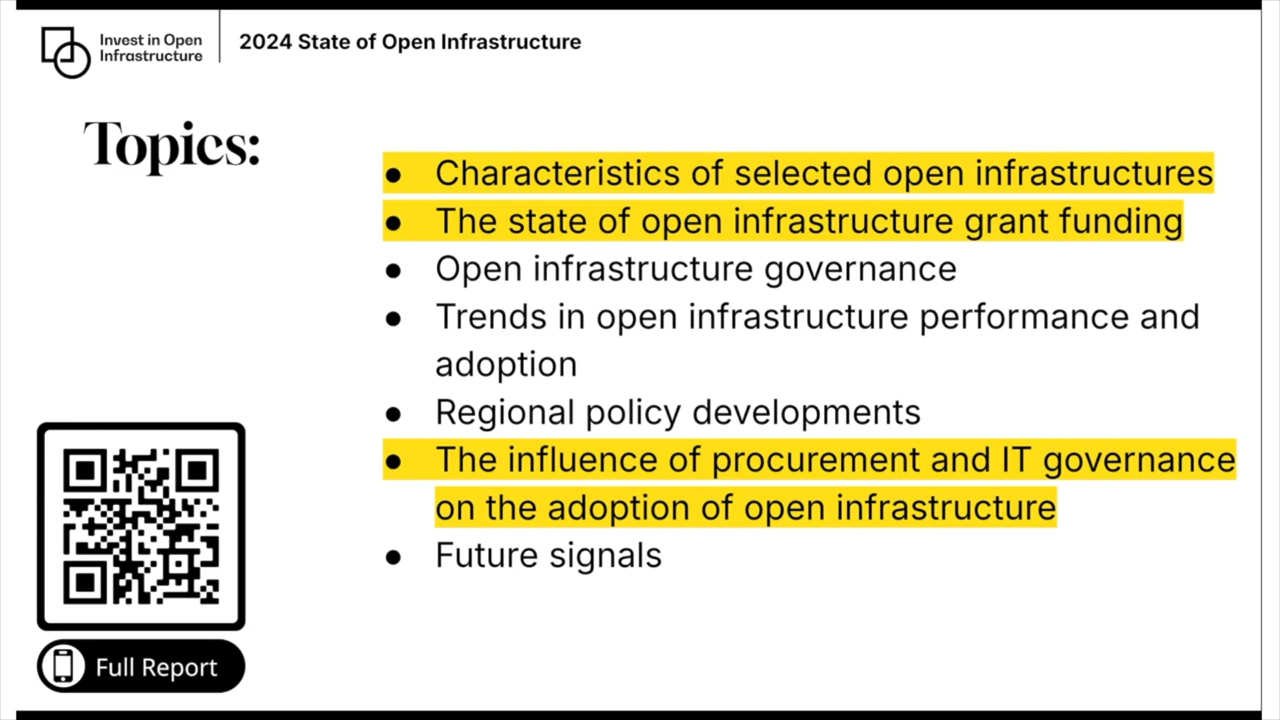 Invest in Open
Infrastructure
2024 State of Open Infrastructure
Topics:
● Characteristics of selected open infrastructures
● The state of open infrastructure grant funding
● Open infrastructure governance
● Trends in open infrastructure performance and
adoption
● Regional policy developments
● The influence of procurement and IT governance
on the adoption of open infrastructure
● Future signals
Full Report